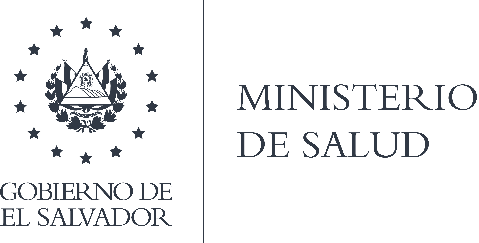 GOBIERNO DE
EL SALVADOR
MINISTERIO
DE SALUD